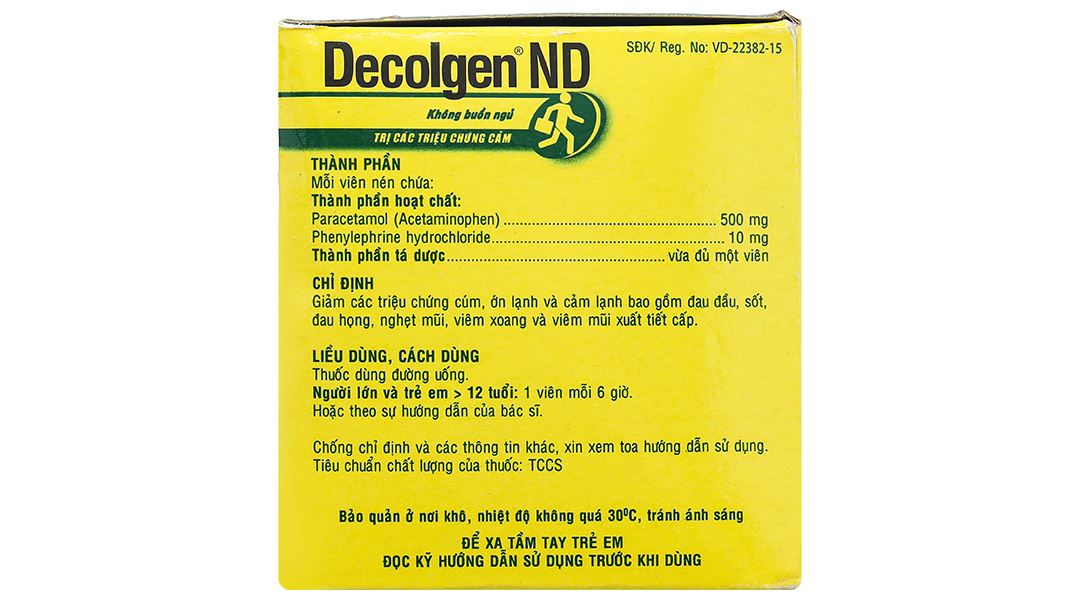 Decolgen® ND
SĐK/ Reg. No: VD-22382-15
Không buồn ngủ
TRỊ CÁC TRIỆU CHỨNG CẢM
THÀNH PHẦN
Mỗi viên nén chứa:
Thành phần hoạt chất:
Paracetamol (Acetaminophen) ........................................................ 500 mg
Phenylephrine hydrochloride............................................................. 10 mg
Thành phần tá dược......................................................... vừa đủ một viên
CHỈ ĐỊNH
Giảm các triệu chứng cúm, ớn lạnh và cảm lạnh bao gồm đau đầu, sốt,
đau họng, nghẹt mũi, viêm xoang và viêm mũi xuất tiết cấp.
LIỀU DÙNG, CÁCH DÙNG
Thuốc dùng đường uống.
Người lớn và trẻ em > 12 tuổi: 1 viên mỗi 6 giờ.
Hoặc theo sự hướng dẫn của bác sĩ.
Chống chỉ định và các thông tin khác, xin xem toa hướng dẫn sử dụng.
Tiêu chuẩn chất lượng của thuốc: TCCS
Bảo quản ở nơi khô, nhiệt độ không quá 30⁰C, tránh ánh sáng
ĐỂ XA TẦM TAY TRẺ EM
ĐỌC KỸ HƯỚNG DẪN SỬ DỤNG TRƯỚC KHI DÙNG